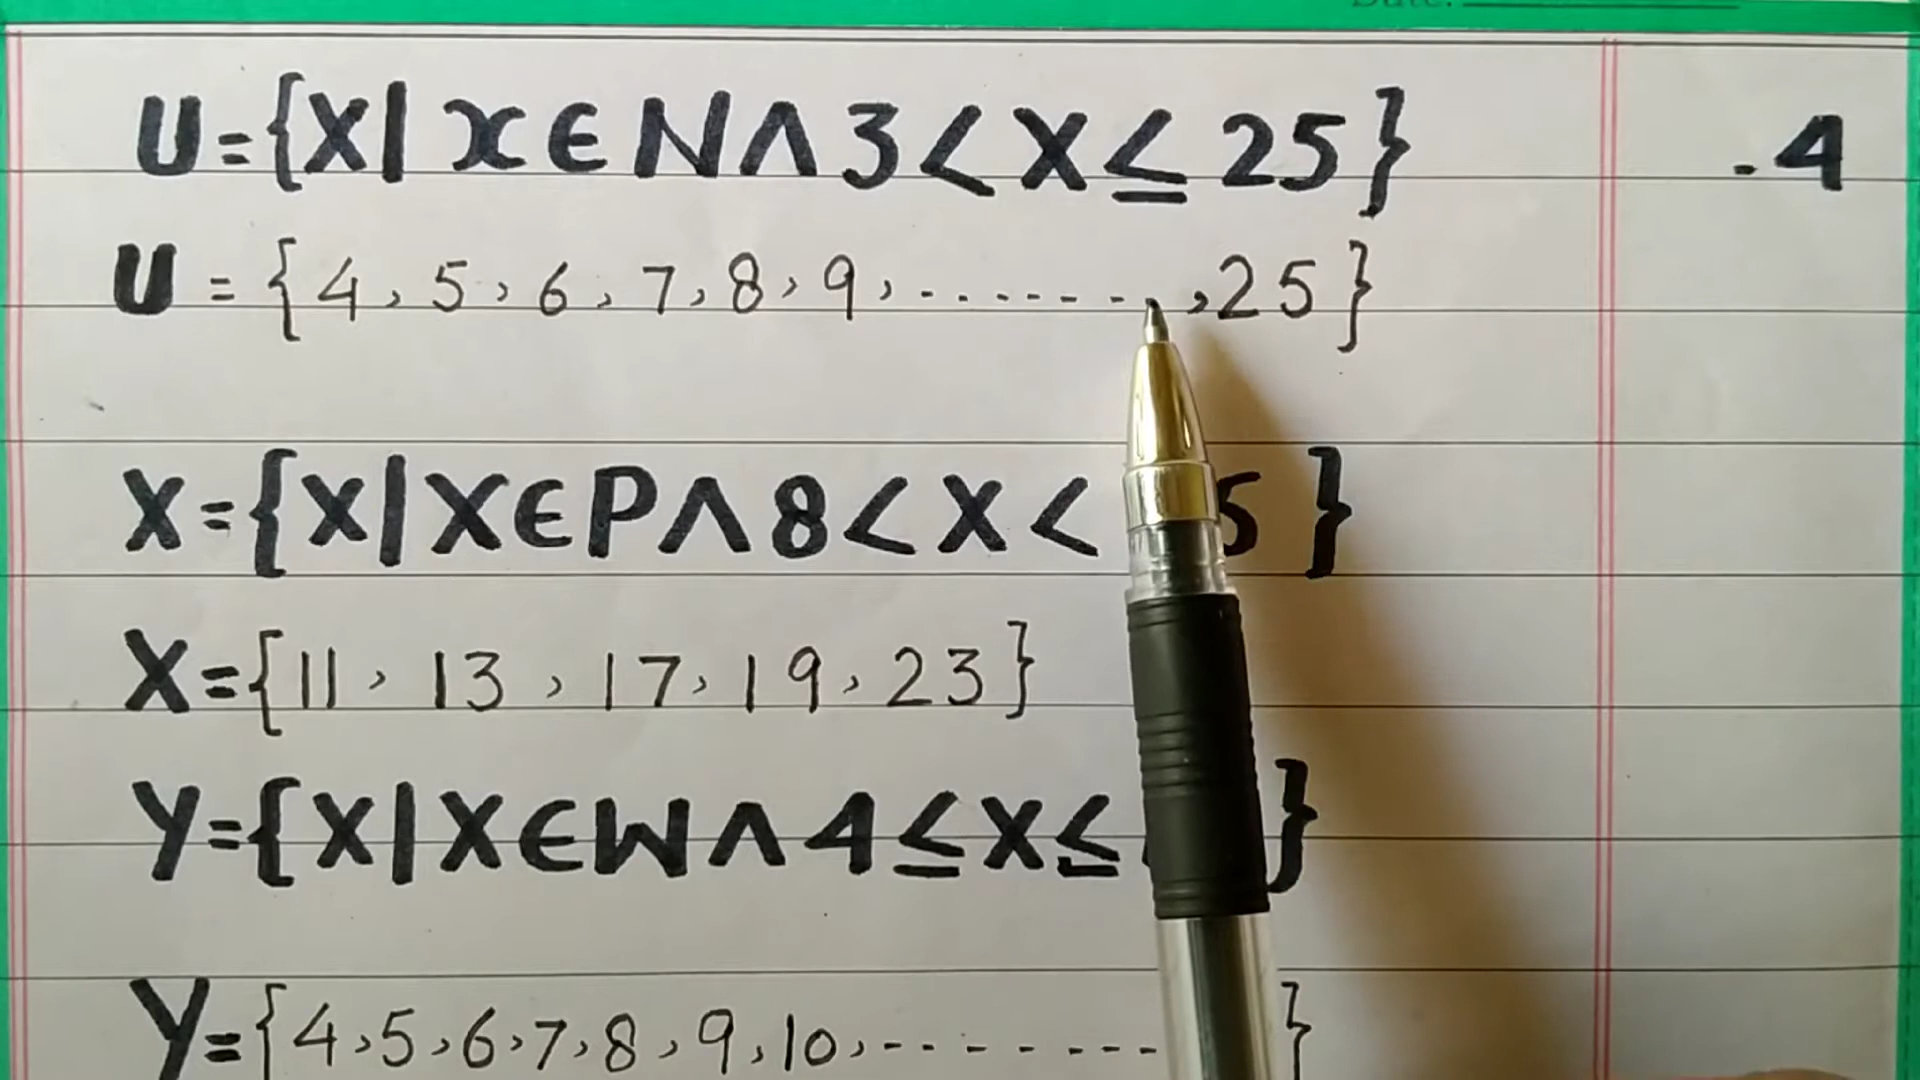 U={X| x∈N∧3<X≤25}
.4
U = {4, 5, 6, 7, 8, 9, ........,25}
X={X|X∈P∧8<X< 5}
X={11, 13, 17, 19, 23}
Y={X|X∈W∧4≤X≤ }
Y={4,5,6,7,8,9,10,------- }